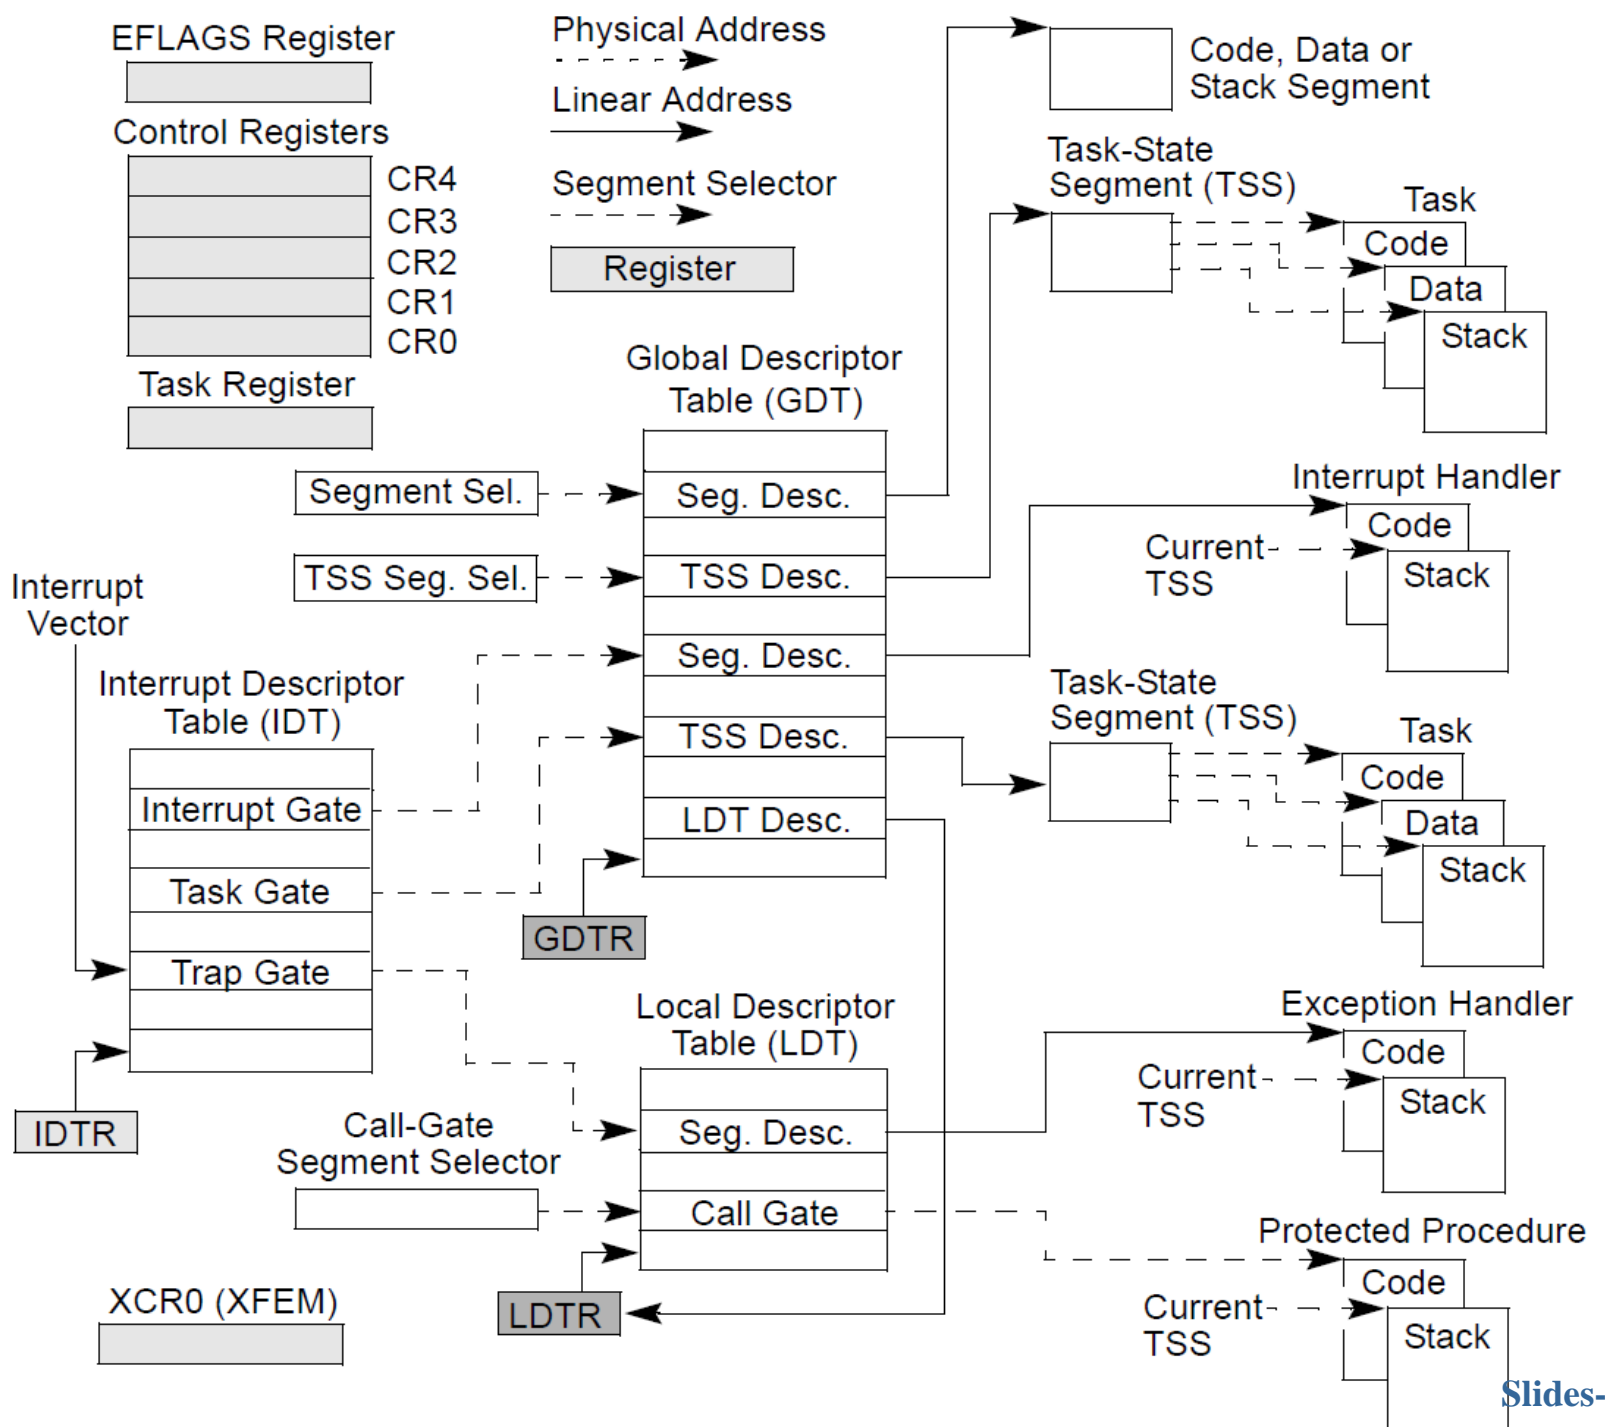 EFLAGS Register
Control Registers
CR4
CR3
CR2
CR1
CR0
Task Register
Physical Address
Linear Address
Segment Selector
Register
Code, Data or
Stack Segment
Task-State
Segment (TSS)
Task
Code
Data
Stack
Global Descriptor
Table (GDT)
Segment Sel.
Seg. Desc.
TSS Seg. Sel.
TSS Desc.
Seg. Desc.
TSS Desc.
LDT Desc.
GDTR
Interrupt Handler
Code
Current
TSS
Stack
Interrupt
Vector
Interrupt Descriptor
Table (IDT)
Interrupt Gate
Task Gate
Trap Gate
IDTR
Task-State
Segment (TSS)
Task
Code
Data
Stack
Local Descriptor
Table (LDT)
Seg. Desc.
Call-Gate
Segment Selector
Call Gate
LDTR
Exception Handler
Code
Current
TSS
Stack
Protected Procedure
Code
Current
TSS
Stack
XCR0 (XFEM)
Slides-